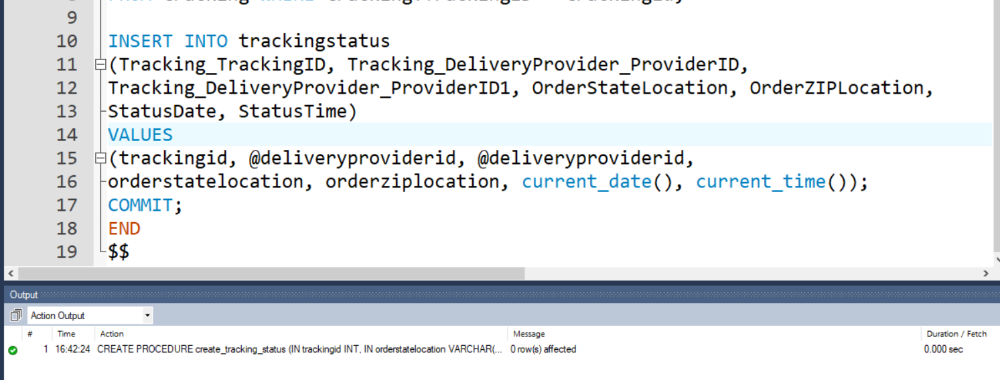 9
10 INSERT INTO trackingstatus
11 (Tracking_TrackingID, Tracking_DeliveryProvider_ProviderID,
12 Tracking_DeliveryProvider_ProviderID1, OrderStateLocation, OrderZIPLocation,
13 StatusDate, StatusTime)
14 VALUES
15 (trackingid, @deliveryproviderid, @deliveryproviderid,
16 orderstatelocation, orderziplocation, current_date(), current_time());
17 COMMIT;
18 END
19 $$
Output
Action Output
# Time Action Message Duration / Fetch
1 16:42:24 CREATE PROCEDURE create_tracking_status (IN trackingid INT, IN orderstatelocation VARCHAR(... 0 row(s) affected 0.000 sec